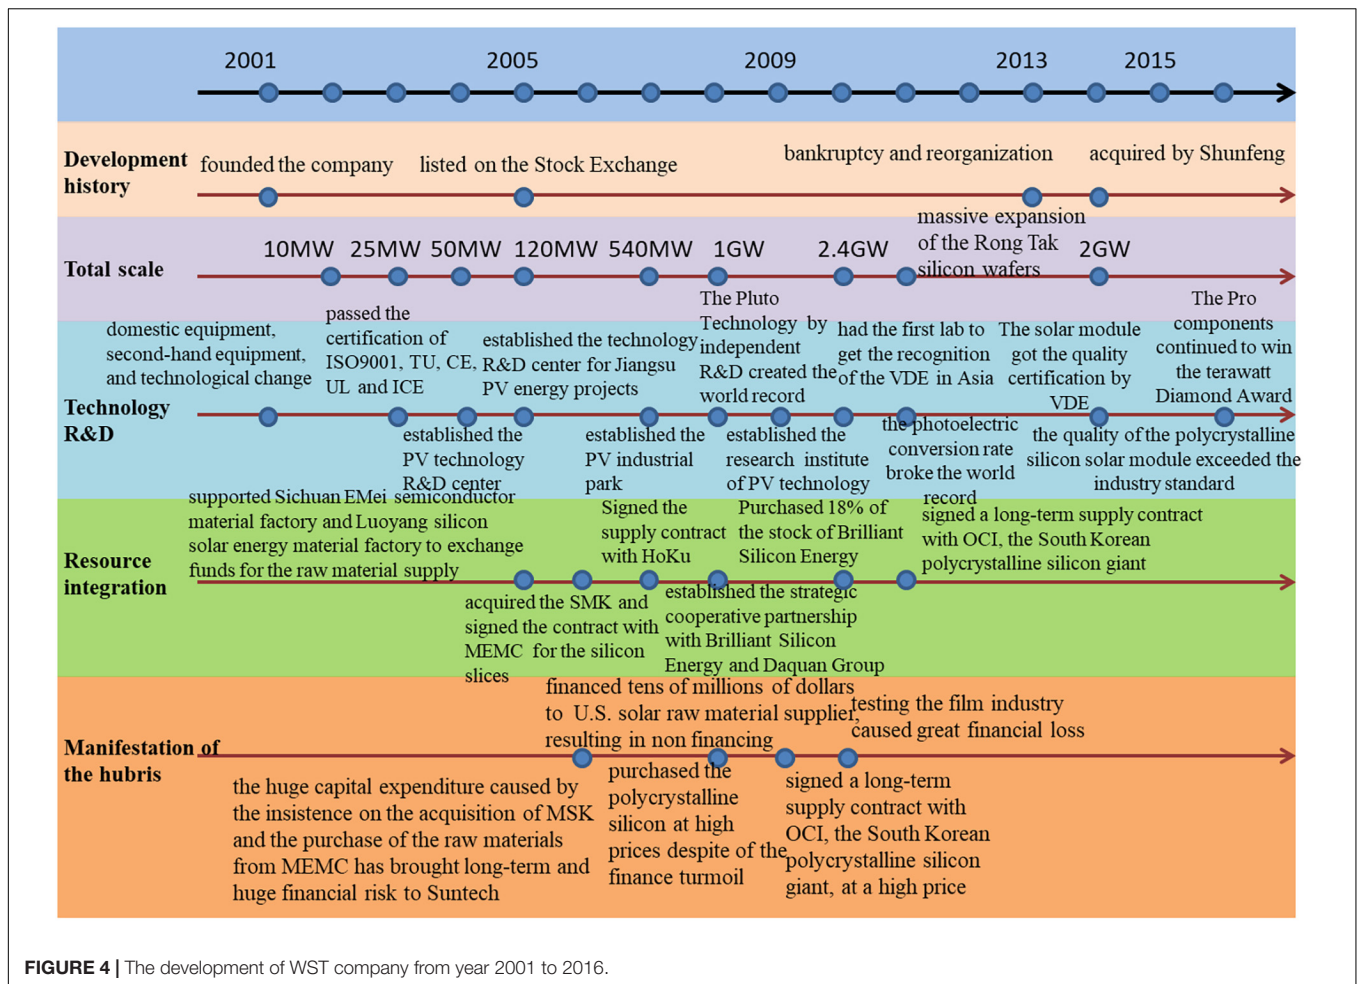 2001 2005 2009 2013 2015
Development
history
founded the company
listed on the Stock Exchange
bankruptcy and reorganization
acquired by Shunfeng
Total scale
10MW 25MW 50MW 120MW 540MW 1GW 2.4GW
massive expansion
of the Rong Tak
silicon wafers
2GW
Technology
R&D
domestic equipment,
second-hand equipment,
and technological change
passed the
certification of
ISO9001, TU, CE,
UL and ICE
established the technology
R&D center for Jiangsu
PV energy projects
The Pluto
Technology by
independent
R&D created the
world record
had the first lab to
get the recognition
of the VDE in Asia
The solar module
got the quality
certification by
VDE
The Pro
components
continued to win
the terawatt
Diamond Award
established the
PV technology
R&D center
established the
PV industrial
park
established the
research institute
of PV technology
the photoelectric
conversion rate
broke the world
record
the quality of the polycrystalline
silicon solar module exceeded the
industry standard
Resource
integration
supported Sichuan EMei semiconductor
material factory and Luoyang silicon
solar energy material factory to exchange
funds for the raw material supply
Signed the
supply contract
with HoKu
Purchased 18% of
the stock of Brilliant
Silicon Energy
signed a long-term supply contract
with OCI, the South Korean
polycrystalline silicon giant
acquired the SMK and
signed the contract with
MEMC for the silicon
slices
established the strategic
cooperative partnership
with Brilliant Silicon
Energy and Daquan Group
Manifestation of
the hubris
financed tens of millions of dollars
to U.S. solar raw material supplier,
resulting in non financing
testing the film industry
caused great financial loss
the huge capital expenditure caused by
the insistence on the acquisition of MSK
and the purchase of the raw materials
from MEMC has brought long-term and
huge financial risk to Suntech
purchased the
polycrystalline
silicon at high
prices despite of the
finance turmoil
signed a long-term
supply contract with
OCI, the South Korean
polycrystalline silicon
giant, at a high price
FIGURE 4 | The development of WST company from year 2001 to 2016.